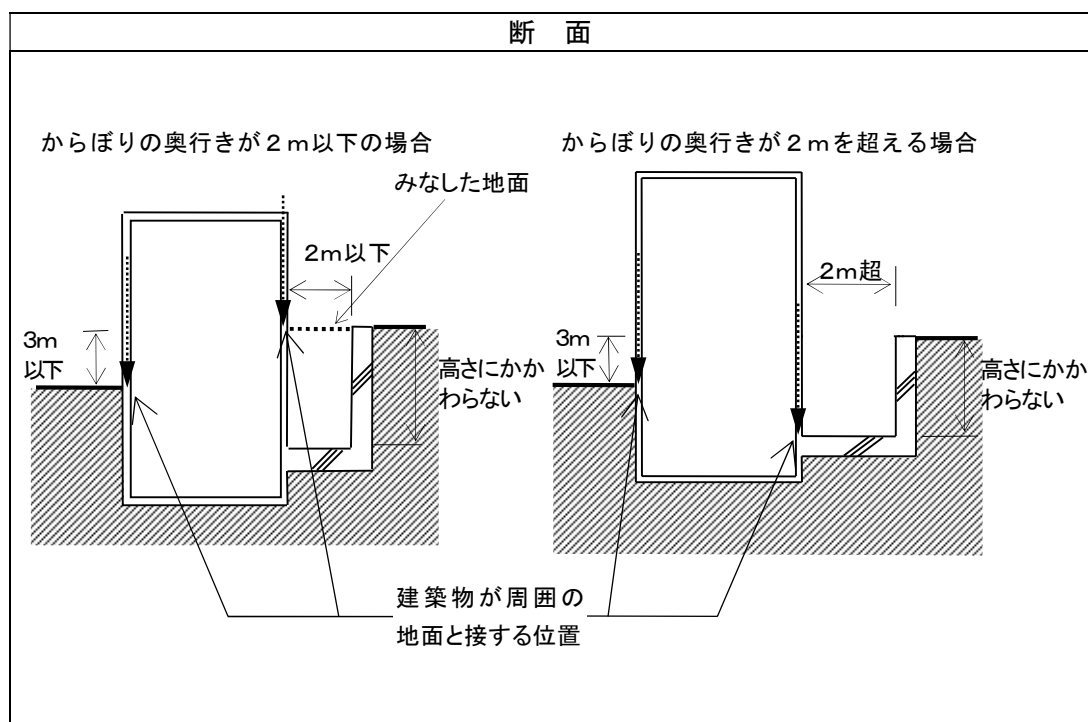 断 面
からぼりの奥行きが２ｍ以下の場合
からぼりの奥行きが２ｍを超える場合
みなした地面
2ｍ以下
2ｍ超
3m
以下
高さにかか
わらない
3m
以下
高さにかか
わらない
建築物が周囲の
地面と接する位置